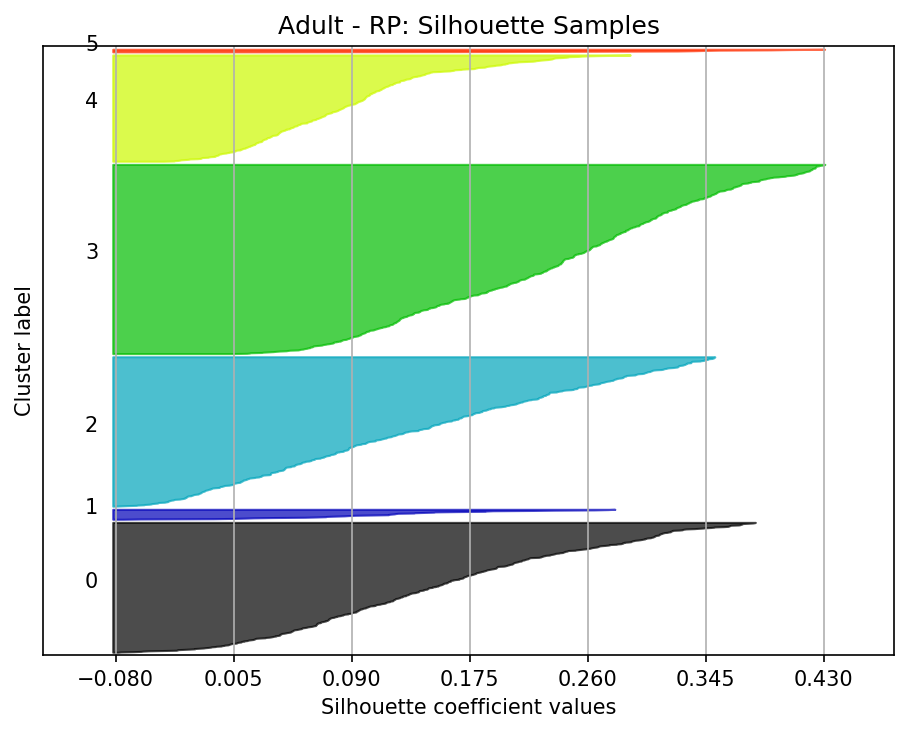 Adult - RP: Silhouette Samples
5
4
3
2
1
0
Cluster label
−0.080 0.005 0.090 0.175 0.260 0.345 0.430
Silhouette coefficient values